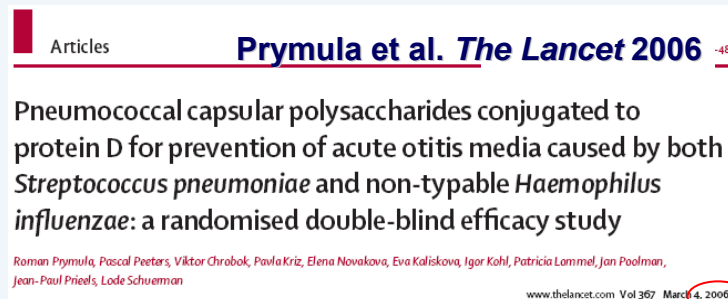 Articles
Prymula et al. The Lancet 2006
-48
Pneumococcal capsular polysaccharides conjugated to
protein D for prevention of acute otitis media caused by both
Streptococcus pneumoniae and non-typable Haemophilus
influenzae: a randomised double-blind efficacy study
Roman Prymula, Pascal Peeters, Viktor Chrobok, Pavla Kriz, Elena Novakova, Eva Kaliskova, Igor Kohl, Patricia Lommel, Jan Poolman,
Jean-Paul Prieels, Lode Schuerman
www.thelancet.com Vol 367 March 4, 2006